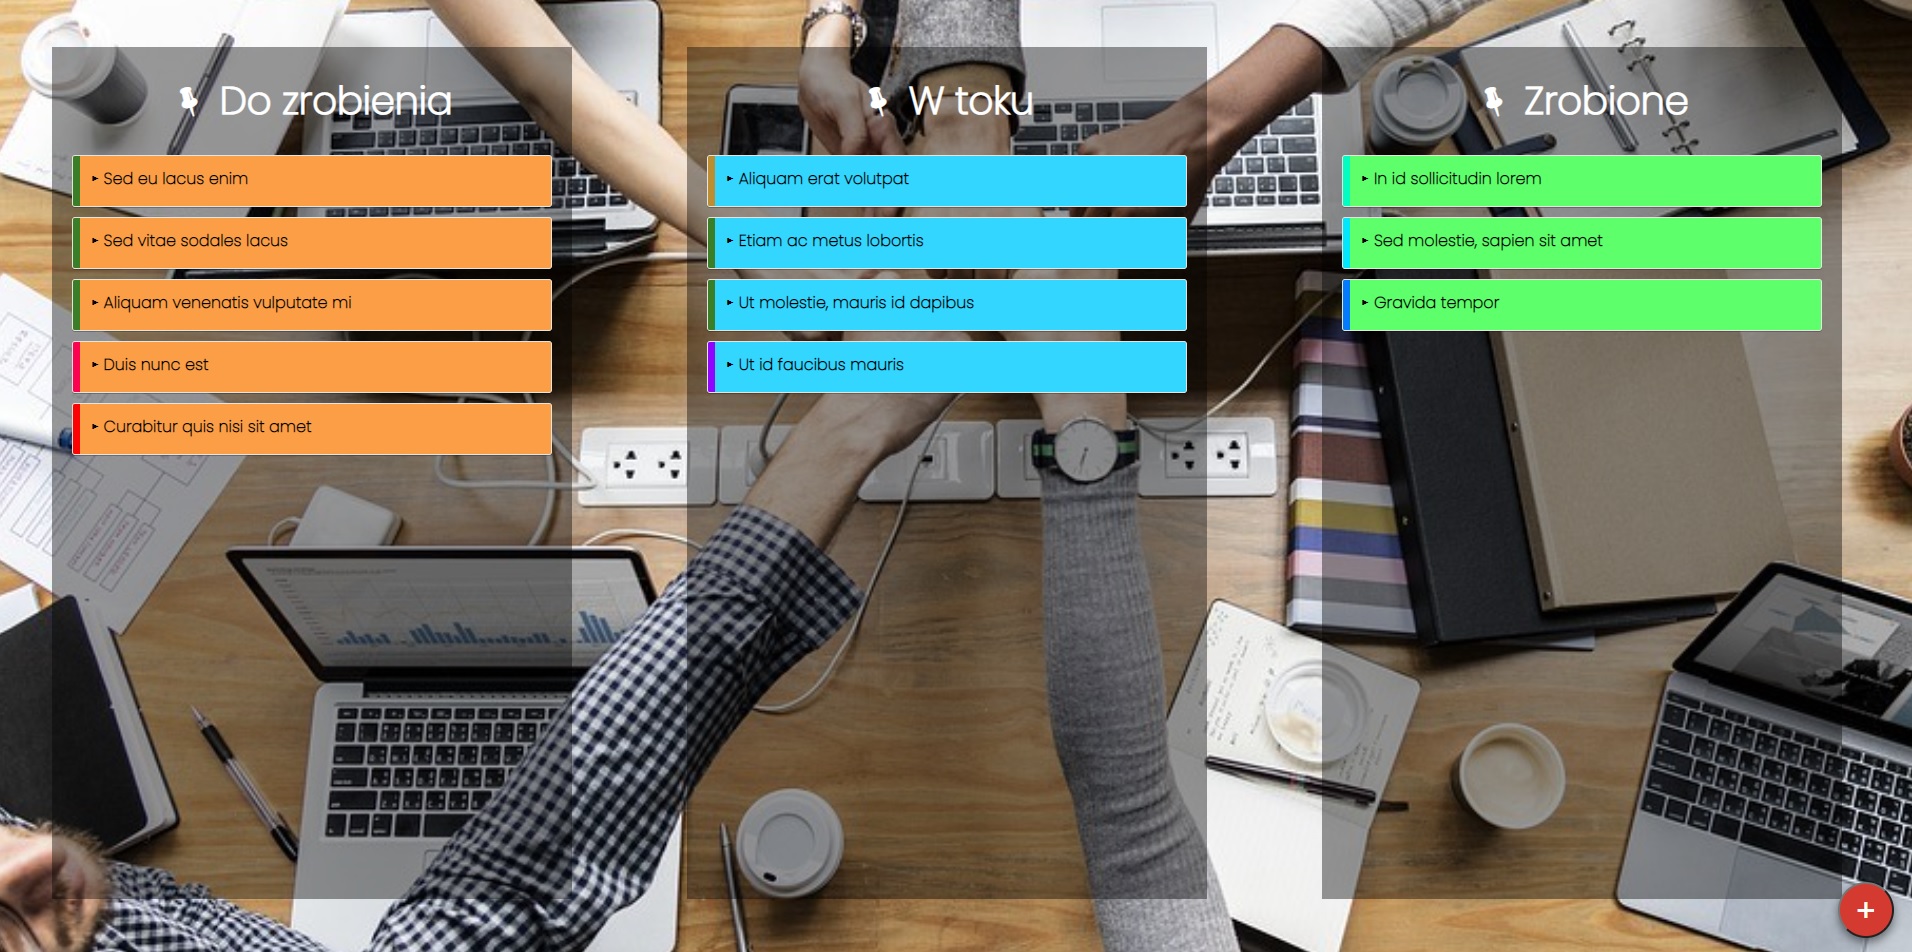 Do zrobienia
Sed eu lacus enim
Sed vitae sodales lacus
Aliquam venenatis vulputate mi
Duis nunc est
Curabitur quis nisi sit amet
W toku
Aliquam erat volutpat
Etiam ac metus lobortis
Ut molestie, mauris id dapibus
Ut id faucibus mauris
Zrobione
In id sollicitudin lorem
Sed molestie, sapien sit amet
Gravida tempor
+